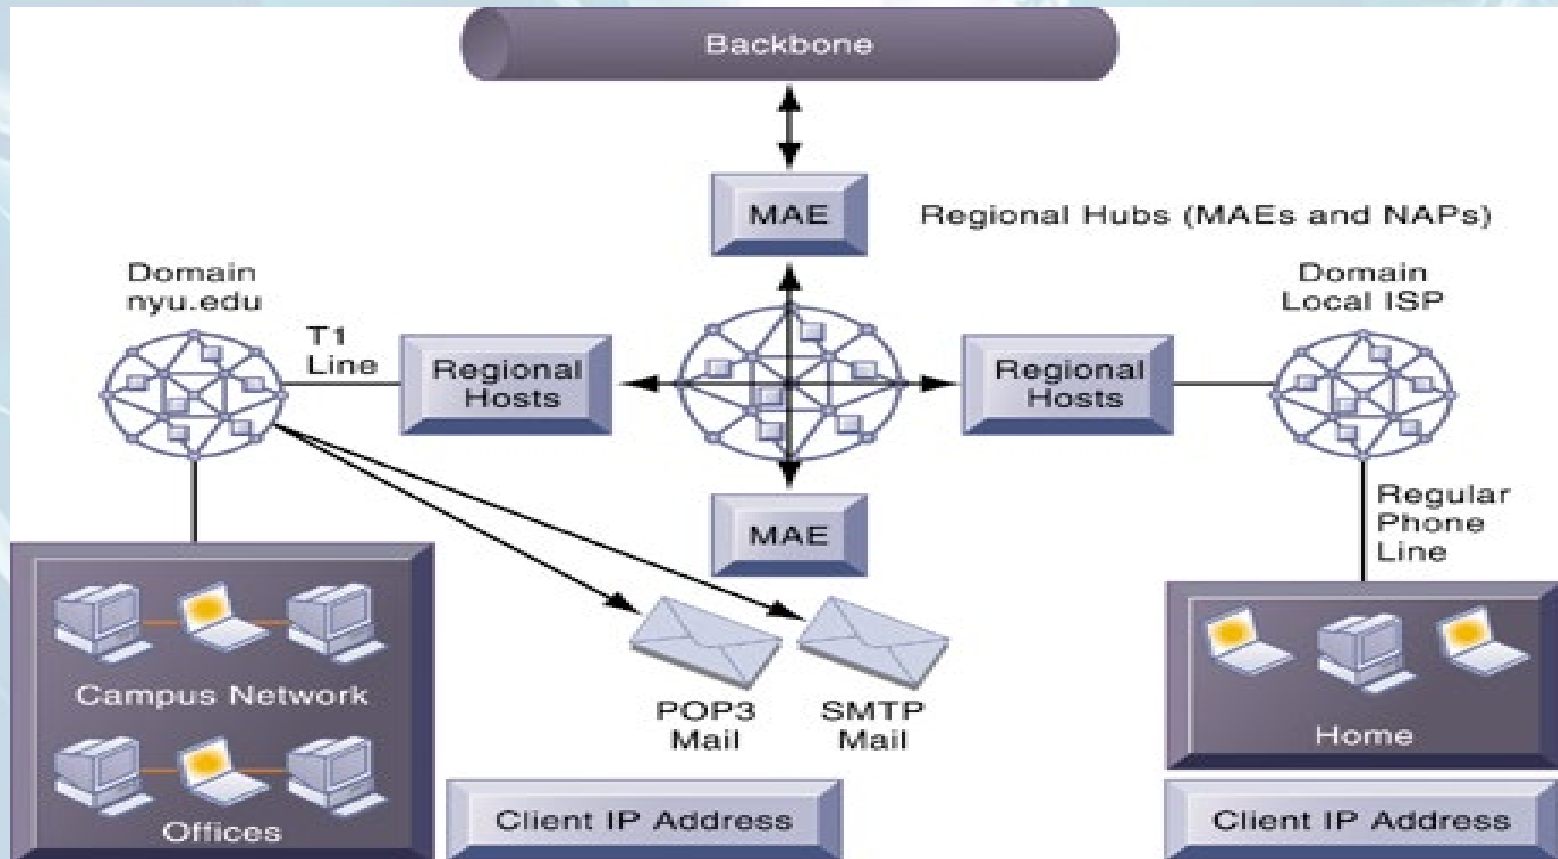 Backbone
MAE
Regional Hubs (MAEs and NAPs)
Domain
nyu.edu
Domain
Local ISP
T1
Line
Regional
Hosts
Regional
Hosts
MAE
Regular
Phone
Line
Campus Network
Offices
POP3
Mail
SMTP
Mail
Home
Client IP Address
Client IP Address